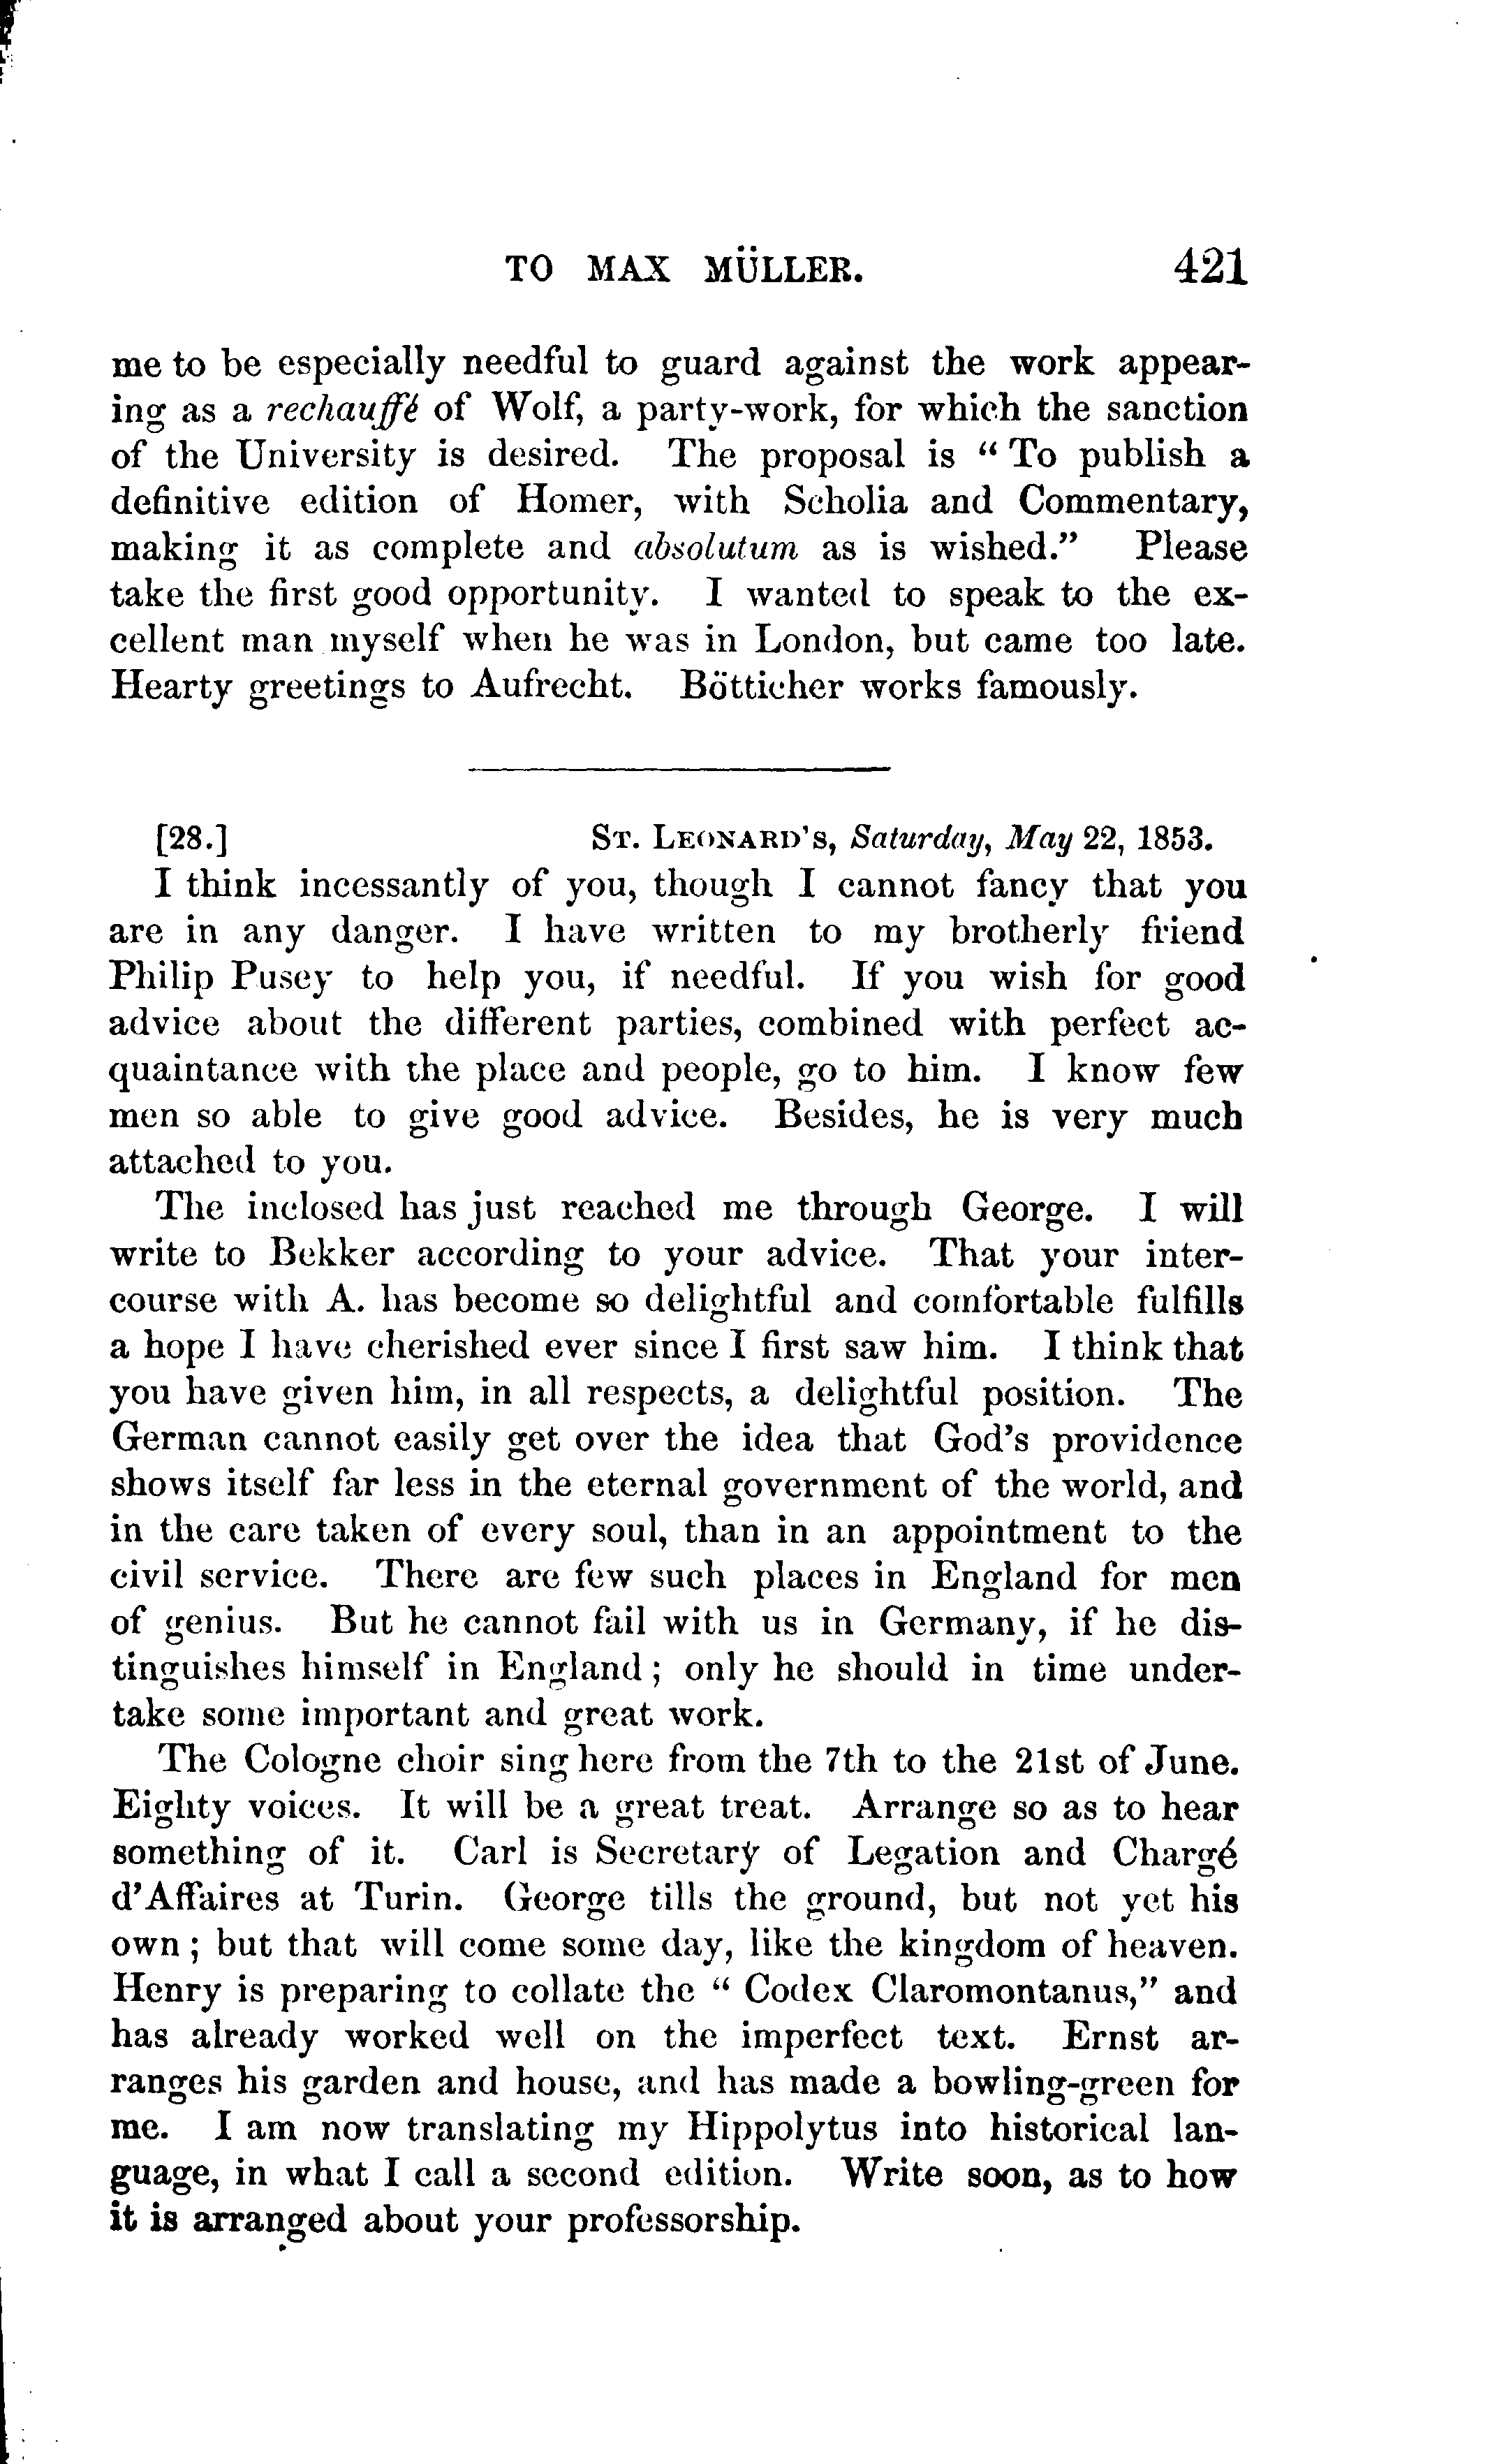 TO MAX MÜLLER. 421
me to be especially needful to guard against the work appear-
ing as a rechauffé of Wolf, a party-work, for which the sanction
of the University is desired. The proposal is “ To publish a
definitive edition of Homer, with Scholia and Commentary,
making it as complete and absolutum as is wished.” Please
take the first good opportunity. I wanted to speak to the ex-
cellent man myself when he was in London, but came too late.
Hearty greetings to Aufrecht. Bötticher works famously.
[28.] ST. LEONARD'S, Saturday, May 22, 1853.
I think incessantly of you, though I cannot fancy that you
are in any danger. I have written to my brotherly friend
Philip Pusey to help you, if needful. If you wish for good
advice about the different parties, combined with perfect ac-
quaintance with the place and people, go to him. I know few
men so able to give good advice. Besides, he is very much
attached to you.
The inclosed has just reached me through George. I will
write to Bekker according to your advice. That your inter-
course with A. has become so delightful and comfortable fulfills
a hope I have cherished ever since I first saw him. I think that
you have given him, in all respects, a delightful position. The
German cannot easily get over the idea that God's providence
shows itself far less in the eternal government of the world, and
in the care taken of every soul, than in an appointment to the
civil service. There are few such places in England for men
of genius. But he cannot fail with us in Germany, if he dis-
tinguishes himself in England ; only he should in time under-
take some important and great work.
The Cologne choir sing here from the 7th to the 21st of June.
Eighty voices. It will be a great treat. Arrange so as to hear
something of it. Carl is Secretary of Legation and Chargé
d'Affaires at Turin. George tills the ground, but not yet his
own ; but that will come some day, like the kingdom of heaven.
Henry is preparing to collate the “ Codex Claromontanus,” and
has already worked well on the imperfect text. Ernst ar-
ranges his garden and house, and has made a bowling-green for
me. I am now translating my Hippolytus into historical lan-
guage, in what I call a second edition. Write soon, as to how
it is arranged about your professorship.